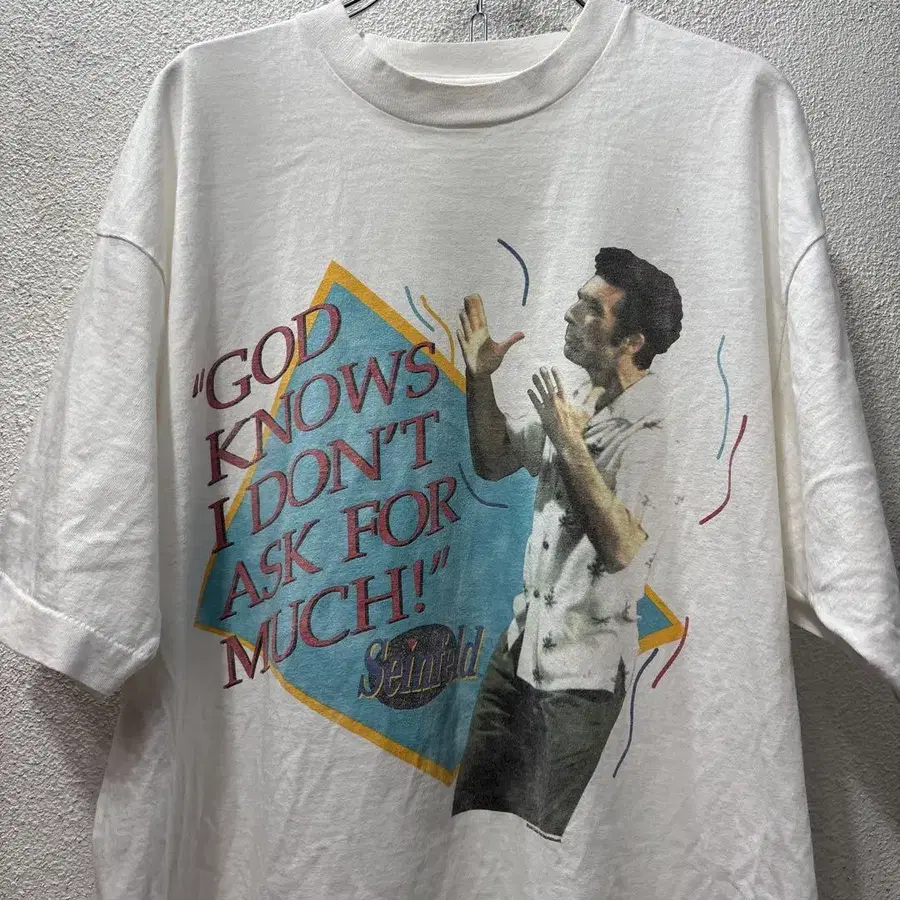 "GOD
KNOWS
I DON'T
ASK FOR
MUCH!"
Seinfeld